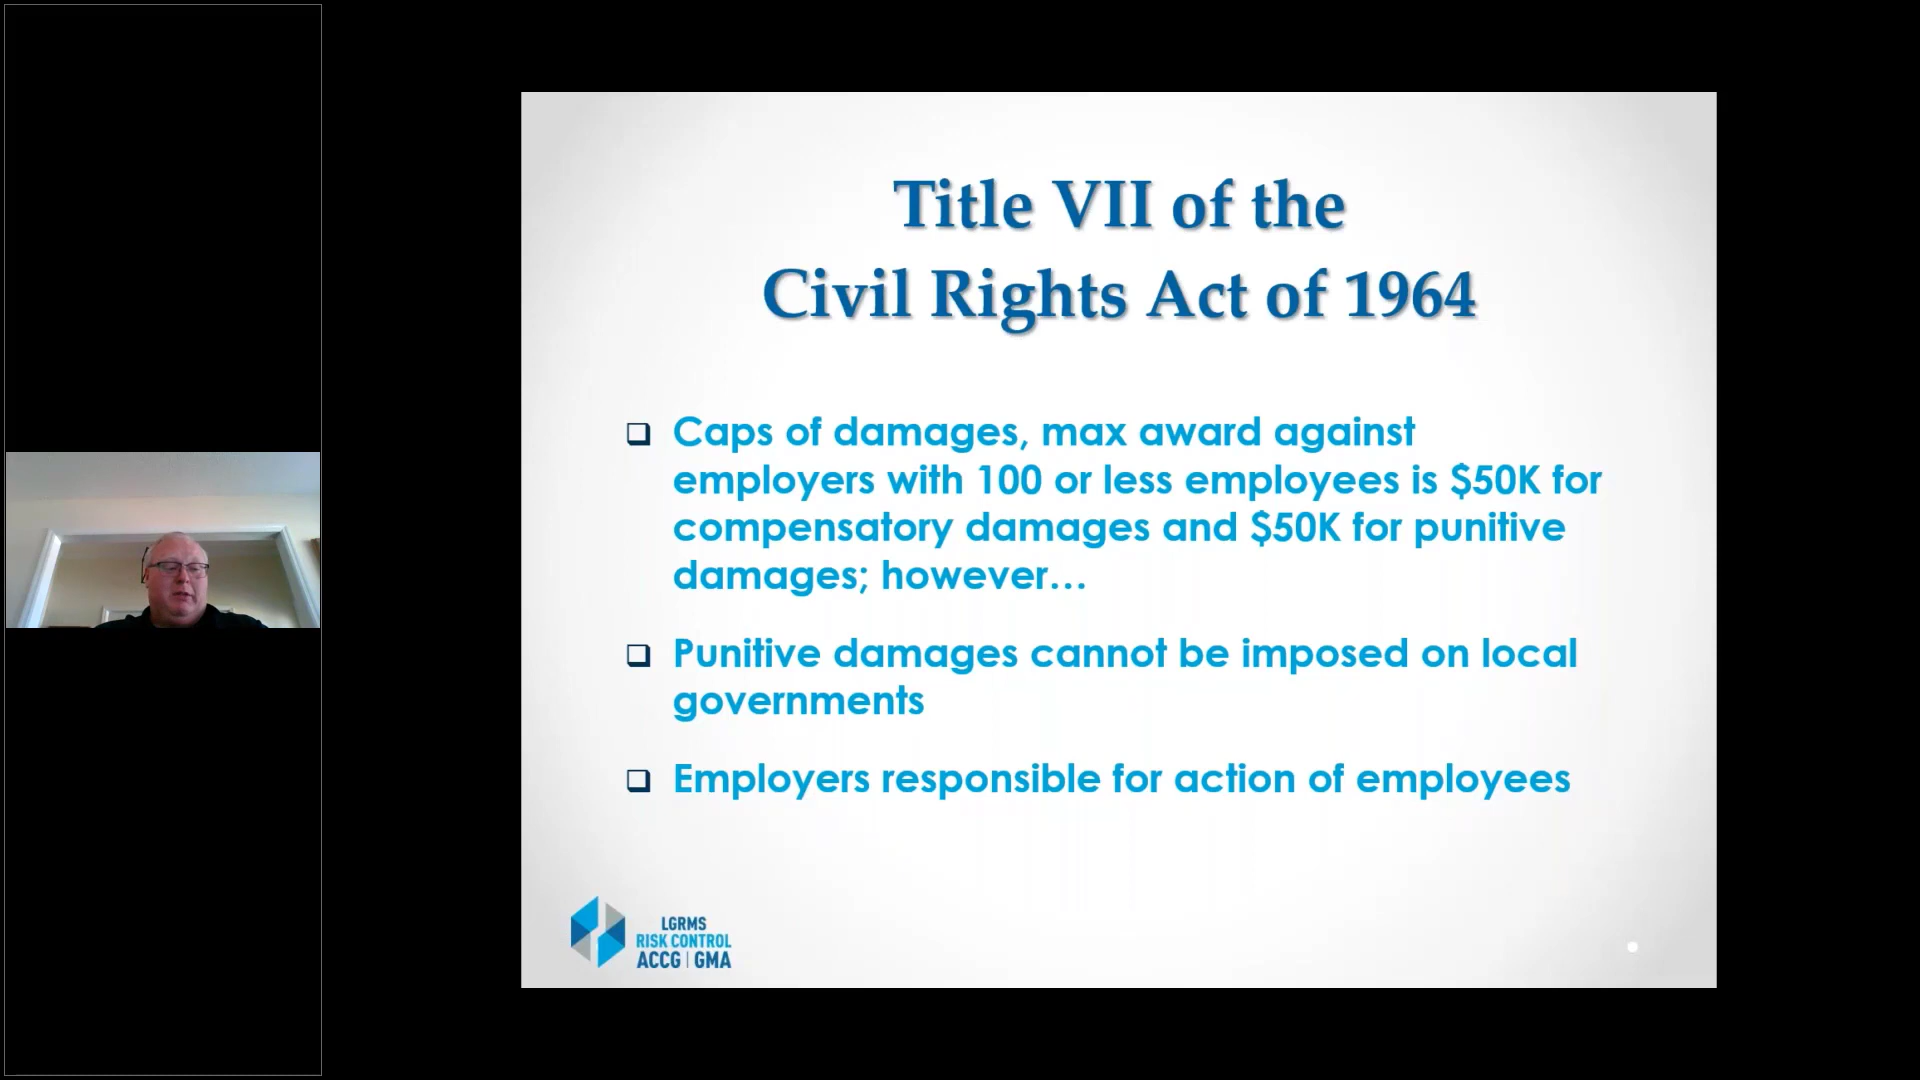 Title VII of the
Civil Rights Act of 1964
Caps of damages, max award against
employers with 100 or less employees is $50K for
compensatory damages and $50K for punitive
damages; however…
Punitive damages cannot be imposed on local
governments
Employers responsible for action of employees
LGRMS
RISK CONTROL
ACCG | GMA